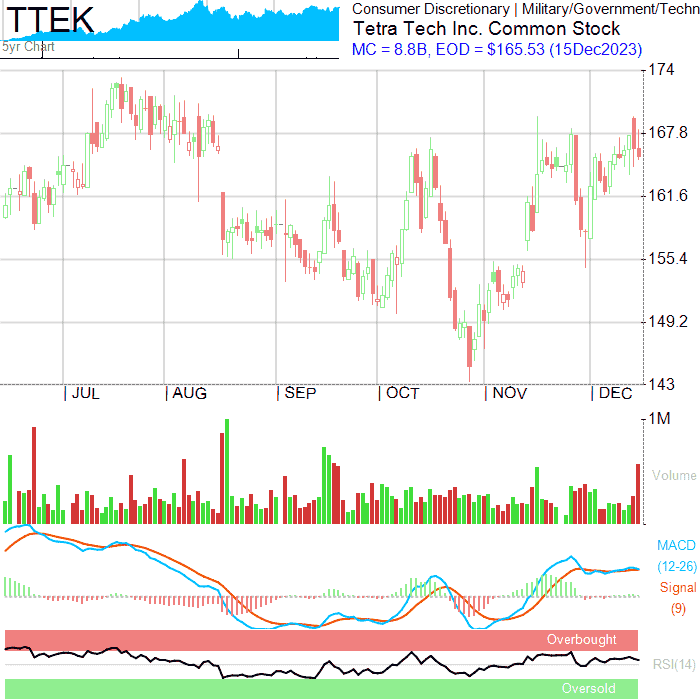 TTEK
5yr Chart
Consumer Discretionary | Military/Government/Techn
Tetra Tech Inc. Common Stock
MC = 8.8B, EOD = $165.53 (15Dec2023)
174
167.8
161.6
155.4
149.2
143
JUL AUG SEP OCT NOV DEC
1M
Volume
MACD
(12-26)
Signal
(9)
Overbought
RSI(14)
Oversold